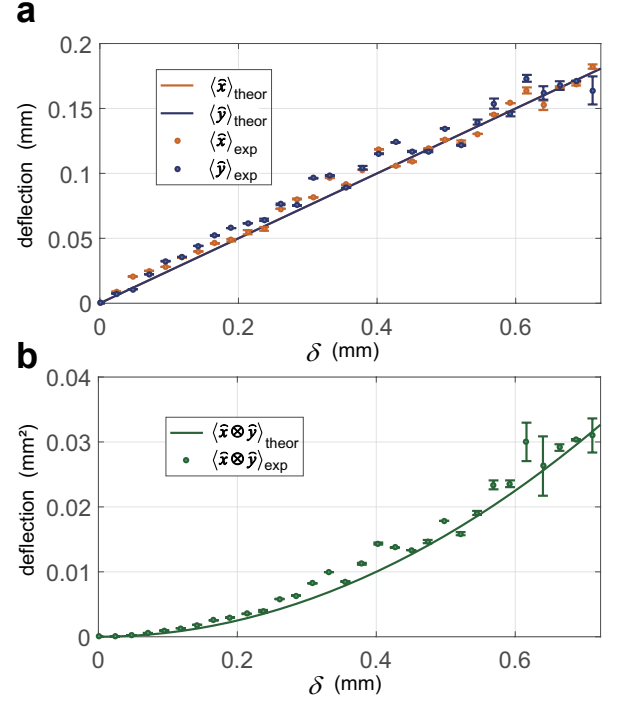 a
0.2
0.15
0.1
0.05
0
deflection (mm)
⟨x̂⟩theor
⟨ŷ⟩theor
⟨x̂⟩exp
⟨ŷ⟩exp
0 0.2 0.4 0.6
δ (mm)
b
0.04
0.03
0.02
0.01
0
deflection (mm²)
⟨x̂⊗ŷ⟩theor
⟨x̂⊗ŷ⟩exp
0 0.2 0.4 0.6
δ (mm)